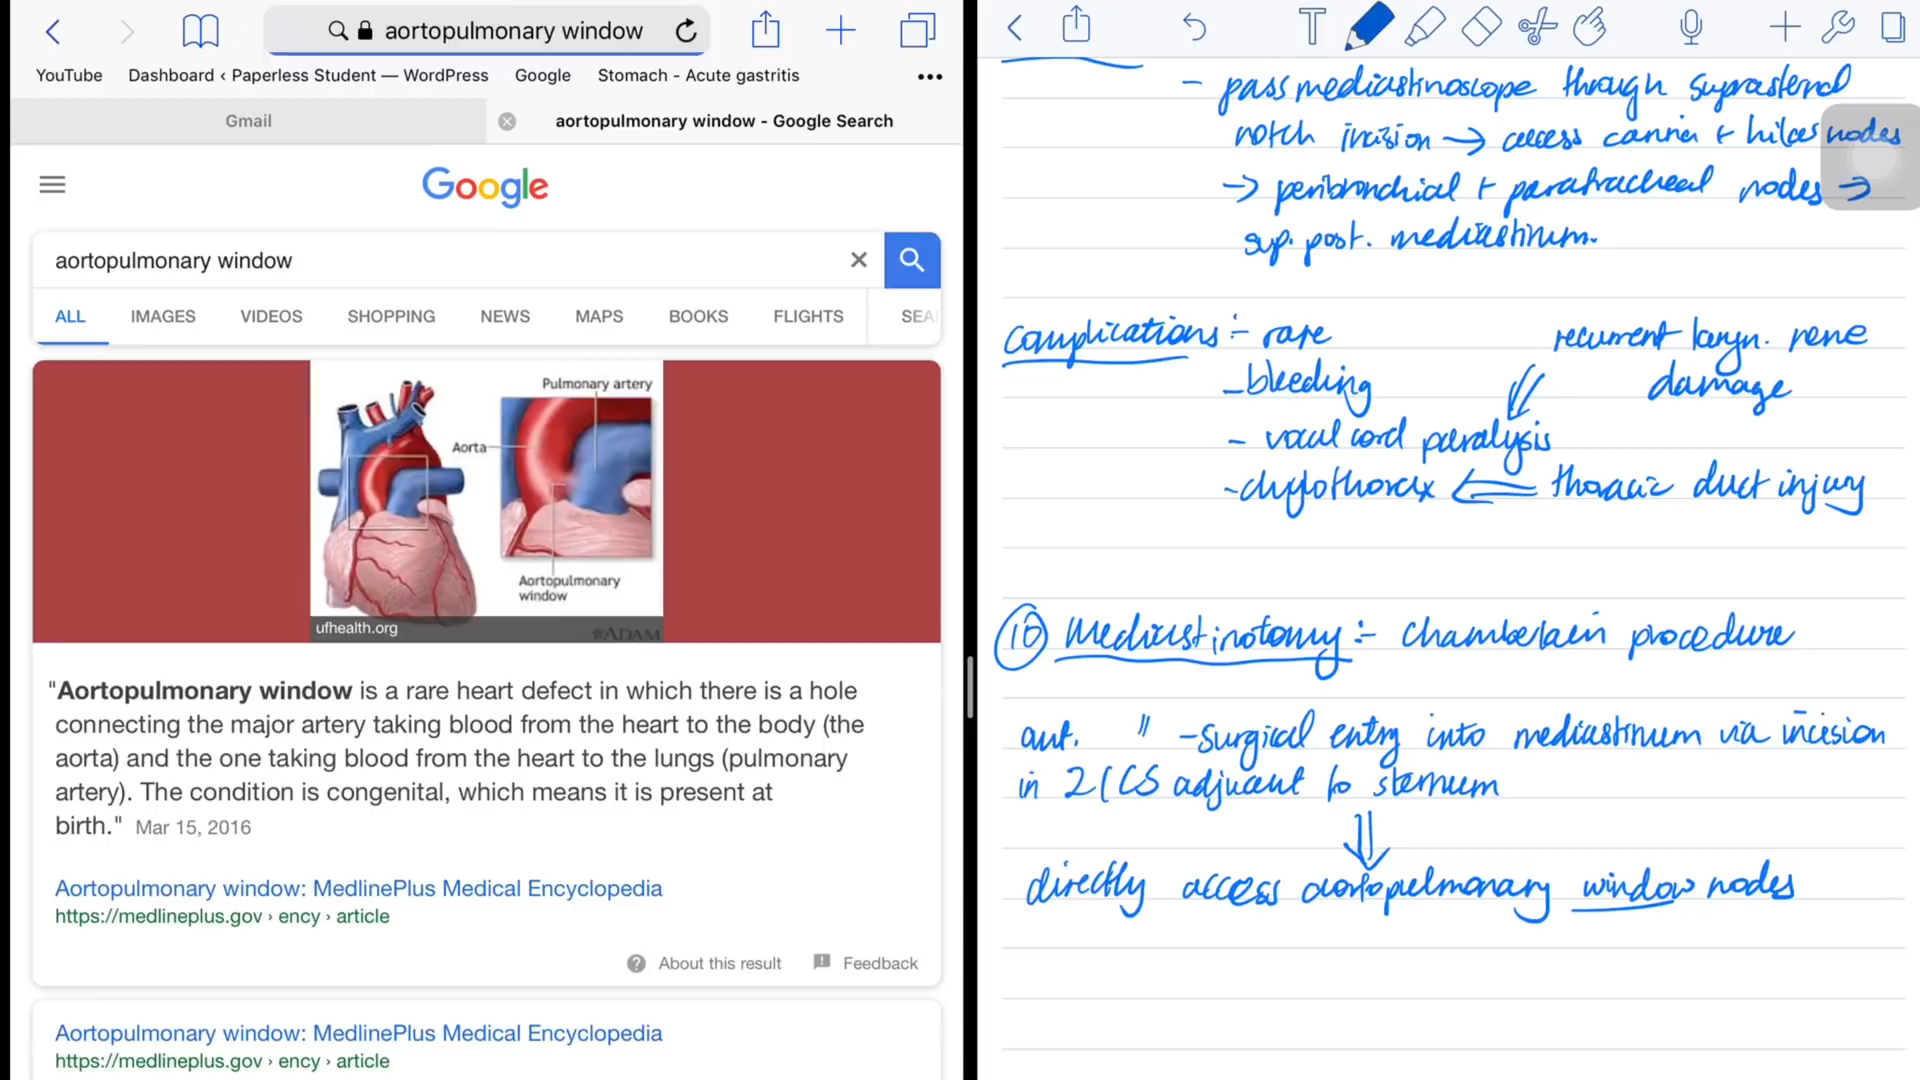 aortopulmonary window
YouTube
Dashboard ‹ Paperless Student — WordPress
Google
Stomach - Acute gastritis
Gmail
aortopulmonary window - Google Search
Google
aortopulmonary window
ALL IMAGES VIDEOS SHOPPING NEWS MAPS BOOKS FLIGHTS SEA
Pulmonary artery
Aorta
Aortopulmonary
window
ufhealth.org
ADAM
"Aortopulmonary window is a rare heart defect in which there is a hole
connecting the major artery taking blood from the heart to the body (the
aorta) and the one taking blood from the heart to the lungs (pulmonary
artery). The condition is congenital, which means it is present at
birth." Mar 15, 2016
Aortopulmonary window: MedlinePlus Medical Encyclopedia
https://medlineplus.gov › ency › article
About this result
Feedback
Aortopulmonary window: MedlinePlus Medical Encyclopedia
https://medlineplus.gov › ency › article
- pass mediastinoscope through suprasternal
notch incision → access carina + hilar nodes
→ peribronchial + paratracheal nodes →
sup. post. mediastinum.
Complications :- rare
recurrent laryn. nerve
damage
- bleeding
- vocal cord paralysis
- chylothorax ⇐ thoracic duct injury
10 Mediastinotomy :- Chamberlain procedure
ant. " - Surgical entry into mediastinum via incision
in 2 ICS adjacent to sternum
⇓
directly access aortopulmonary window nodes